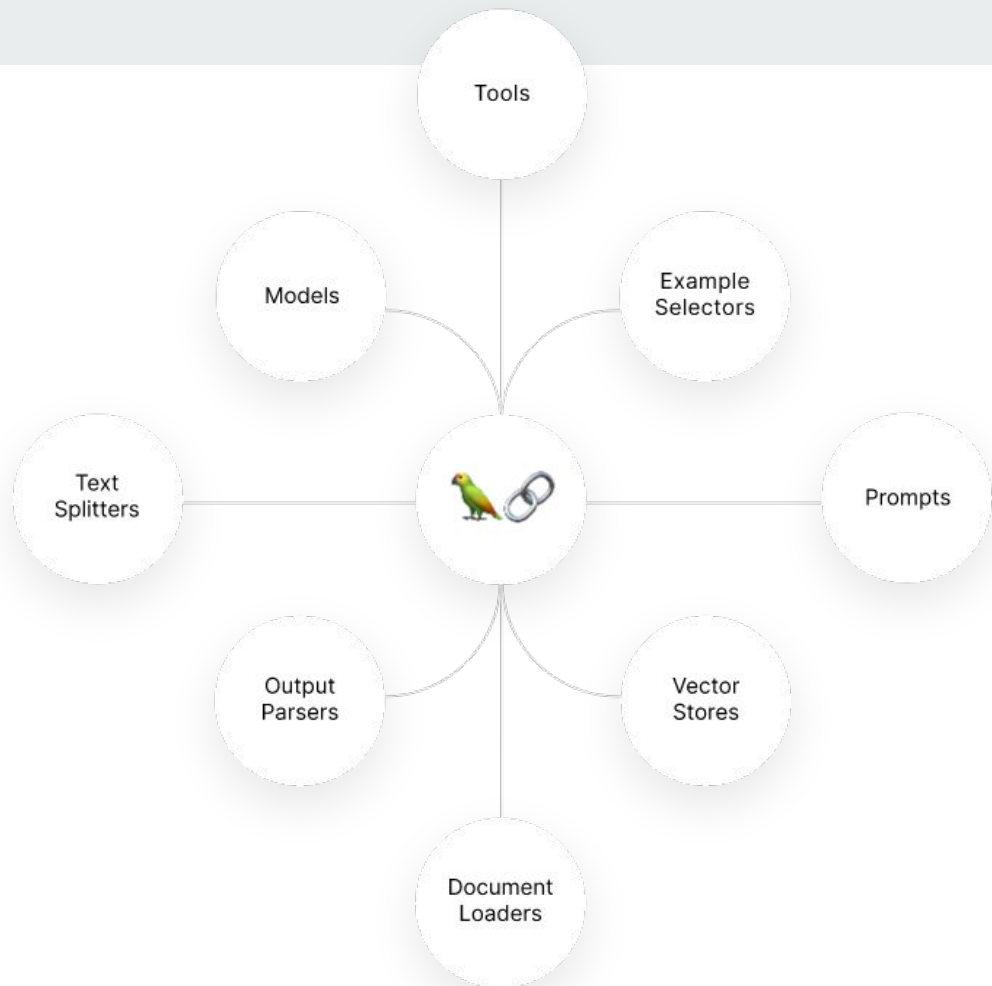 Tools
Models
Example
Selectors
Text
Splitters
Prompts
Output
Parsers
Vector
Stores
Document
Loaders